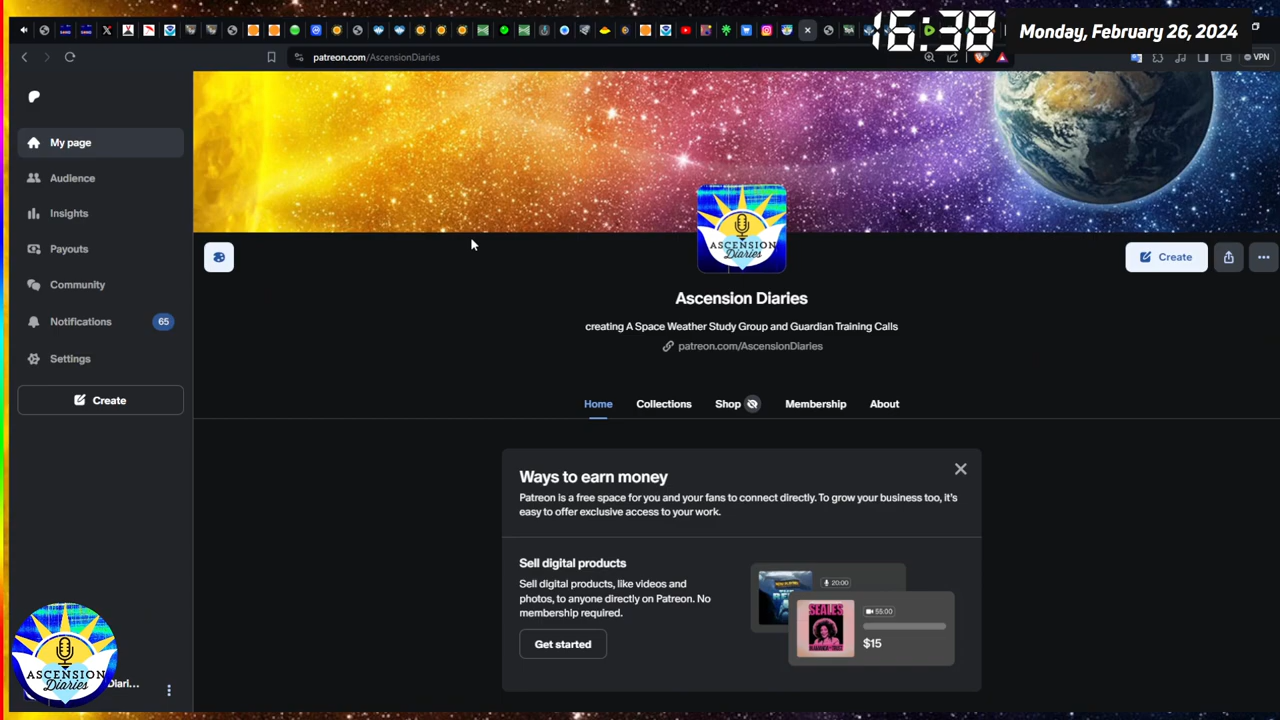 16:38
Monday, February 26, 2024
patreon.com/AscensionDiaries
VPN
My page
Audience
Insights
Payouts
Community
Notifications 65
Settings
Create
ASCENSION
Diaries
Create
Ascension Diaries
creating A Space Weather Study Group and Guardian Training Calls
patreon.com/AscensionDiaries
Home Collections Shop Membership About
Ways to earn money
Patreon is a free space for you and your fans to connect directly. To grow your business too, it's
easy to offer exclusive access to your work.
Sell digital products
Sell digital products, like videos and
photos, to anyone directly on Patreon. No
membership required.
Get started
20:00
SEALES
55:00
$15
ASCENSION
Diaries
Diari...